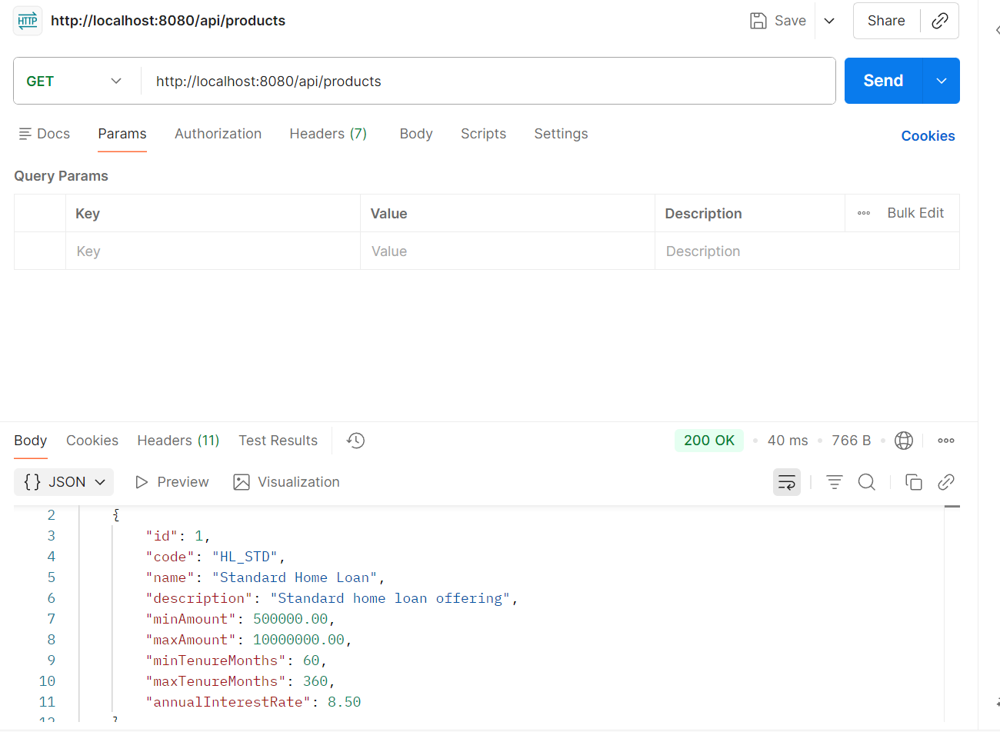 HTTP http://localhost:8080/api/products Save Share
GET http://localhost:8080/api/products Send
Docs Params Authorization Headers (7) Body Scripts Settings Cookies
Query Params
Key Value Description Bulk Edit
Key Value Description
Body Cookies Headers (11) Test Results 200 OK 40 ms 766 B
{} JSON Preview Visualization
2 {
3 "id": 1,
4 "code": "HL_STD",
5 "name": "Standard Home Loan",
6 "description": "Standard home loan offering",
7 "minAmount": 500000.00,
8 "maxAmount": 10000000.00,
9 "minTenureMonths": 60,
10 "maxTenureMonths": 360,
11 "annualInterestRate": 8.50